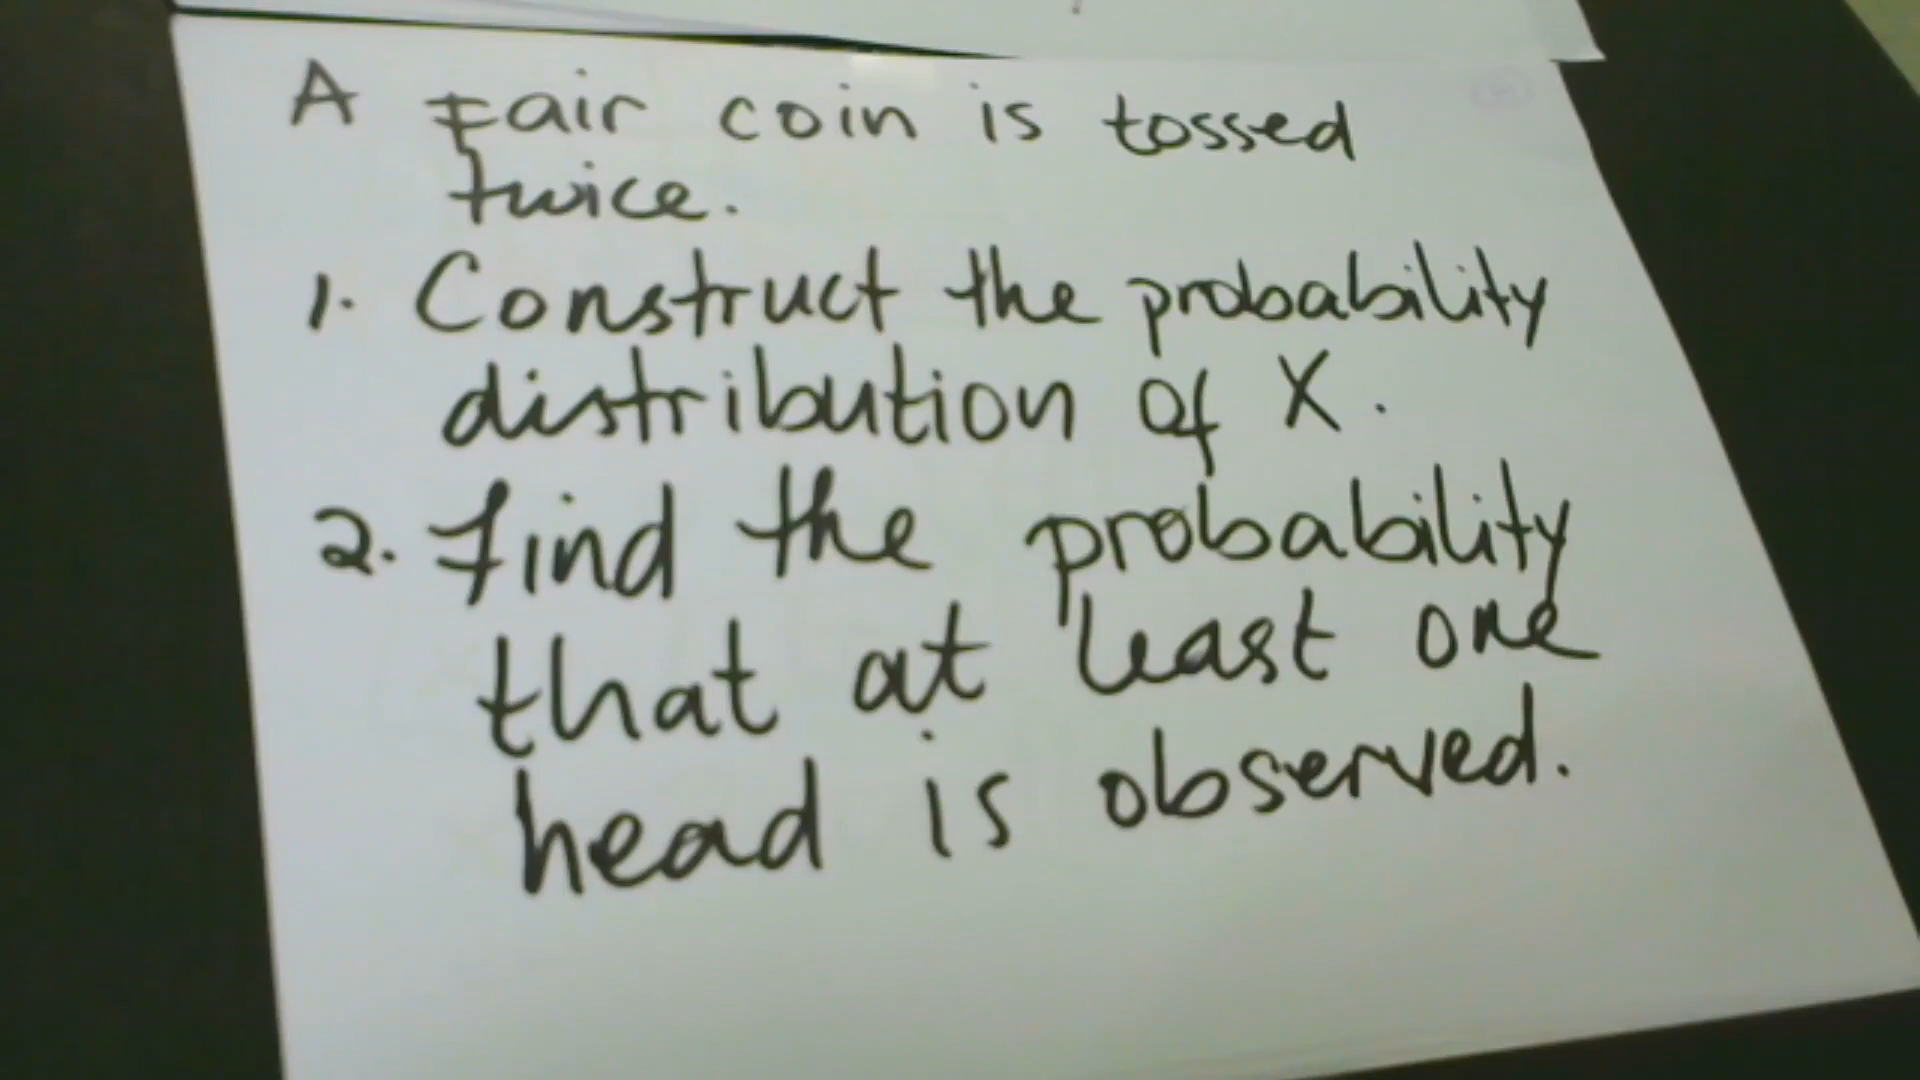 A Fair coin is tossed
twice.
1. Construct the probability
distribution of X.
2. Find the probability
that at least one
head is observed.